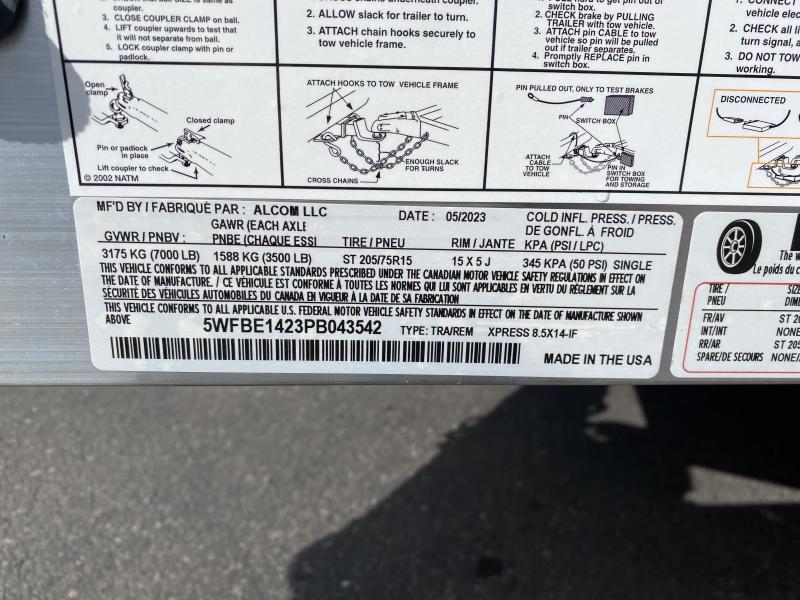 coupler.
3. CLOSE COUPLER CLAMP on ball.
4. LIFT coupler upwards to test that
it will not separate from ball.
5. LOCK coupler clamp with pin or
padlock.
2. ALLOW slack for trailer to turn.
3. ATTACH chain hooks securely to
tow vehicle frame.
switch box.
2. CHECK brake by PULLING
TRAILER with tow vehicle.
3. ATTACH pin CABLE to tow
vehicle so pin will be pulled
out if trailer separates.
4. Promptly REPLACE pin in
switch box.
1. CONNECT
vehicle elec
2. CHECK all li
turn signal, a
3. DO NOT TOW
working.
Open
clamp
Closed clamp
Pin or padlock
in place
Lift coupler to check
© 2002 NATM
ATTACH HOOKS TO TOW VEHICLE FRAME
ENOUGH SLACK
FOR TURNS
CROSS CHAINS
PIN PULLED OUT, ONLY TO TEST BRAKES
PIN
SWITCH BOX
ATTACH
CABLE
TO TOW
VEHICLE
PIN IN
SWITCH BOX
FOR TOWING
AND STORAGE
DISCONNECTED
MF'D BY / FABRIQUÉ PAR : ALCOM LLC DATE : 05/2023 COLD INFL. PRESS. / PRESS.
GAWR (EACH AXLE DE GONFL. À FROID
GVWR / PNBV : PNBE (CHAQUE ESSI TIRE / PNEU RIM / JANTE KPA (PSI / LPC)
3175 KG (7000 LB) 1588 KG (3500 LB) ST 205/75R15 15 X 5 J 345 KPA (50 PSI) SINGLE
THIS VEHICLE CONFORMS TO ALL APPLICABLE STANDARDS PRESCRIBED UNDER THE CANADIAN MOTOR VEHICLE SAFETY REGULATIONS IN EFFECT ON
THE DATE OF MANUFACTURE. / CE VÉHICULE EST CONFORME À TOUTES LES NORMES QUI LUI SONT APPLICABLES EN VERTU DU RÈGLEMENT SUR LA
SÉCURITÉ DES VÉHICULES AUTOMOBILES DU CANADA EN VIGUEUR À LA DATE DE SA FABRICATION
THIS VEHICLE CONFORMS TO ALL APPLICABLE U.S. FEDERAL MOTOR VEHICLE SAFETY STANDARDS IN EFFECT ON THE DATE OF MANUFACTURE SHOWN
ABOVE
5WFBE1423PB043542 TYPE: TRA/REM XPRESS 8.5X14-IF
MADE IN THE USA
The w
Le poids du c
TIRE / SIZE
PNEU DIME
FR/AV ST 20
INT/INT NONE
RR/AR ST 205
SPARE/DE SECOURS NONE/